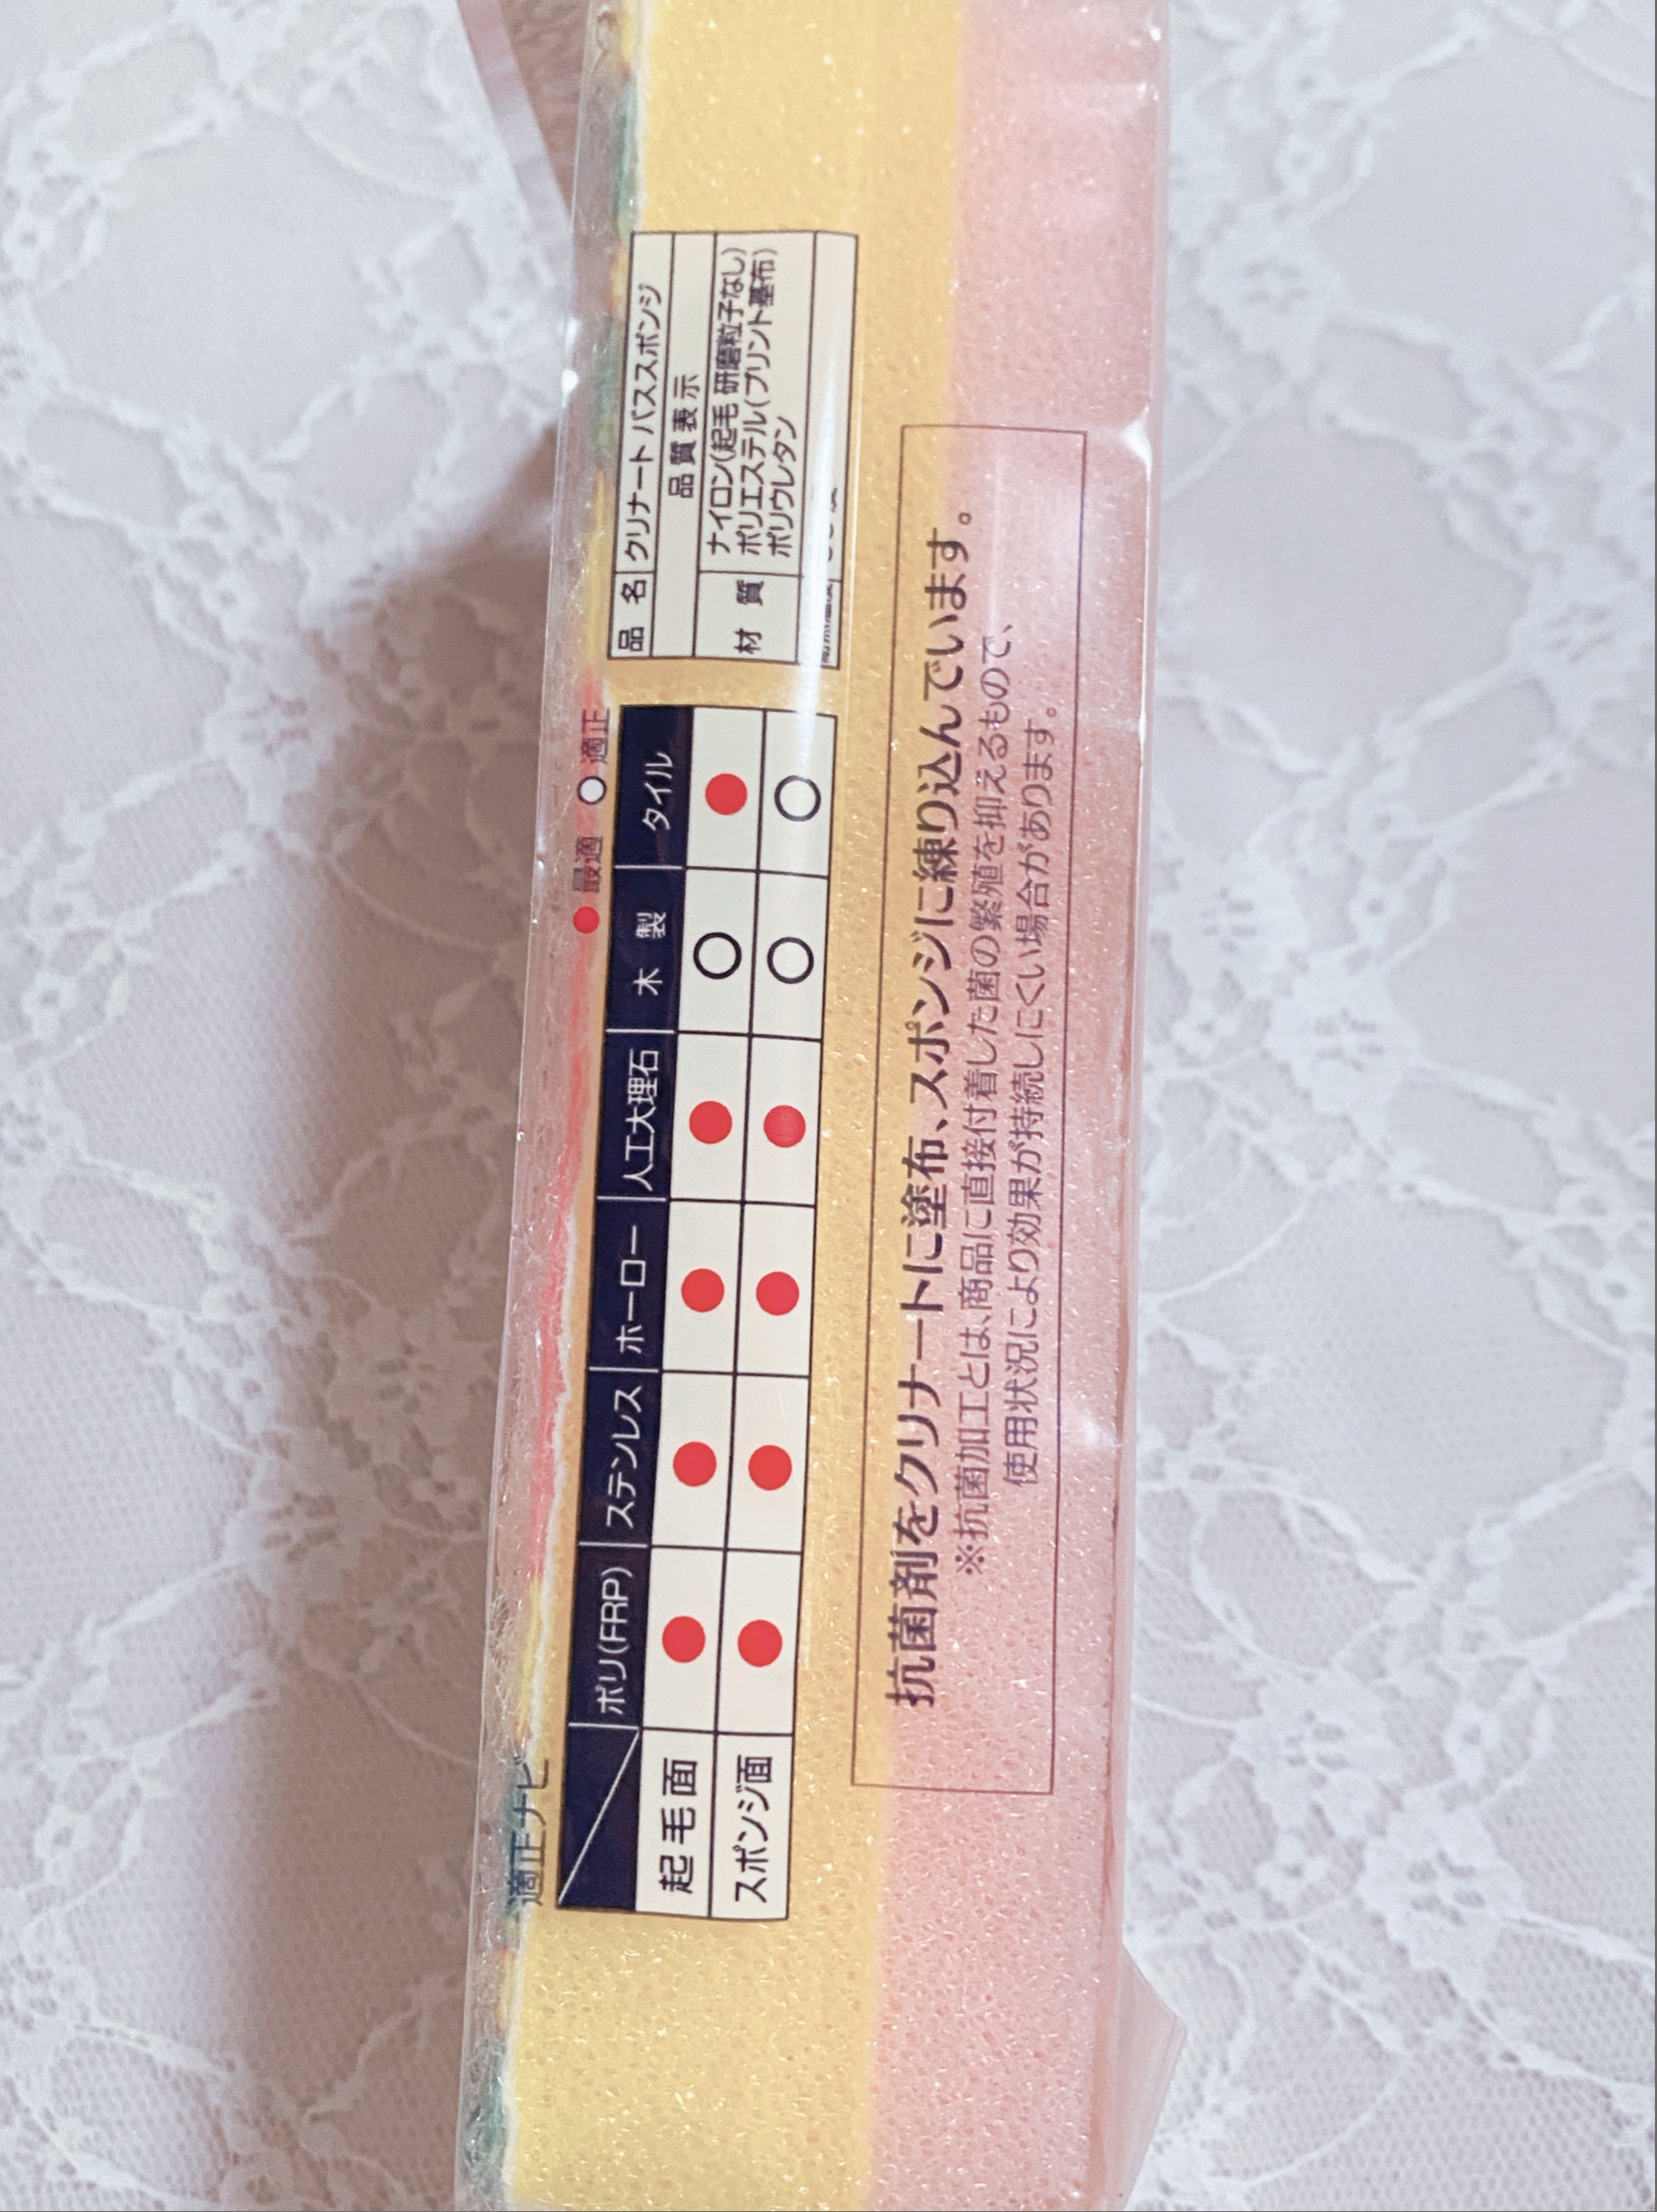 適正ナビ
●最適 ○適正
ポリ(FRP) ステンレス ホーロー 人工大理石 木製 タイル
起毛面 ● ● ● ● ○ ●
スポンジ面 ● ● ● ● ○ ○
品名 クリナート バススポンジ
品質表示
材質 ナイロン(起毛 研磨粒子なし)
ポリエステル(プリント基布)
ポリウレタン
抗菌剤をクリナートに塗布、スポンジに練り込んでいます。
※抗菌加工とは、商品に直接付着した菌の繁殖を抑えるもので、
使用状況により効果が持続しにくい場合があります。